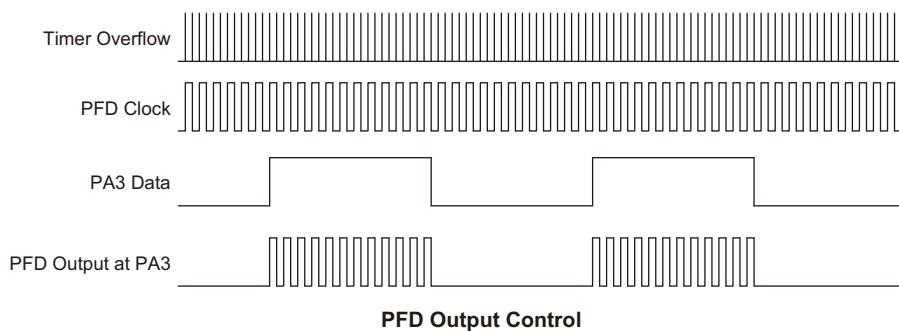 Timer Overflow
PFD Clock
PA3 Data
PFD Output at PA3
PFD Output Control